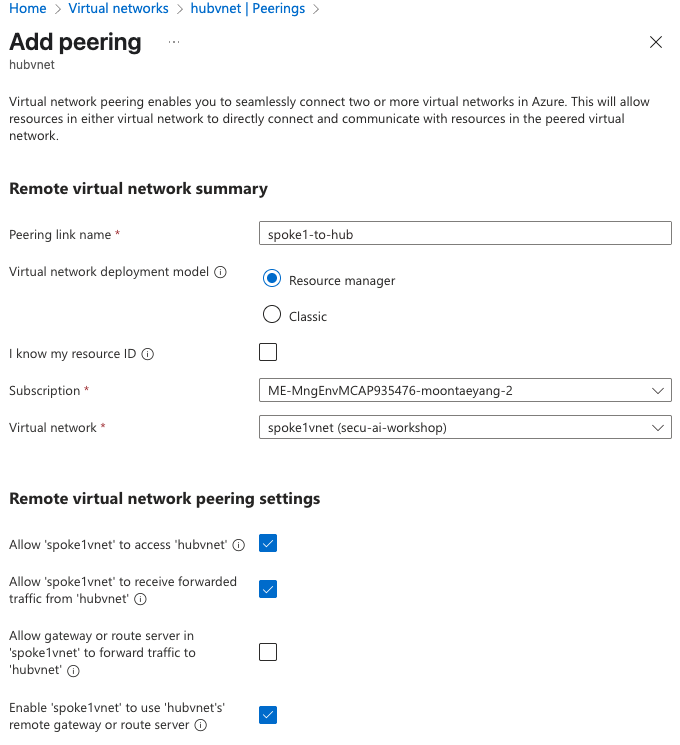 Home > Virtual networks > hubvnet | Peerings >
Add peering ...
hubvnet
Virtual network peering enables you to seamlessly connect two or more virtual networks in Azure. This will allow
resources in either virtual network to directly connect and communicate with resources in the peered virtual
network.
Remote virtual network summary
Peering link name * spoke1-to-hub
Virtual network deployment model
Resource manager
Classic
I know my resource ID
Subscription * ME-MngEnvMCAP935476-moontaeyang-2
Virtual network * spoke1vnet (secu-ai-workshop)
Remote virtual network peering settings
Allow 'spoke1vnet' to access 'hubvnet'
Allow 'spoke1vnet' to receive forwarded
traffic from 'hubvnet'
Allow gateway or route server in
'spoke1vnet' to forward traffic to
'hubvnet'
Enable 'spoke1vnet' to use 'hubvnet's'
remote gateway or route server